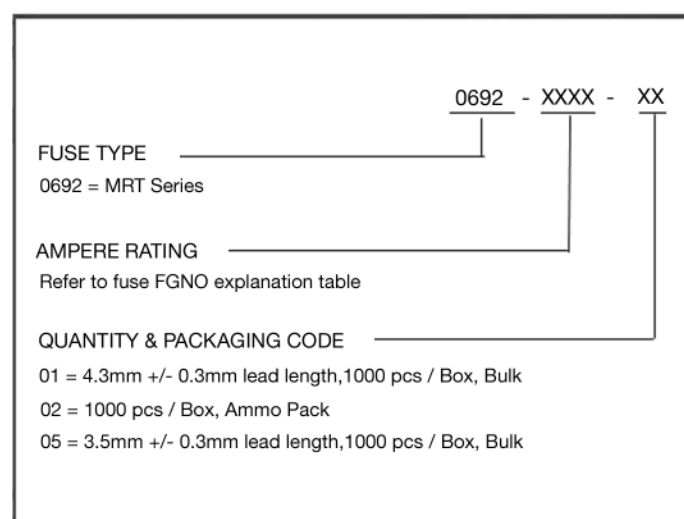 0692 - XXXX - XX
FUSE TYPE
0692 = MRT Series
AMPERE RATING
Refer to fuse FGNO explanation table
QUANTITY & PACKAGING CODE
01 = 4.3mm +/- 0.3mm lead length,1000 pcs / Box, Bulk
02 = 1000 pcs / Box, Ammo Pack
05 = 3.5mm +/- 0.3mm lead length,1000 pcs / Box, Bulk